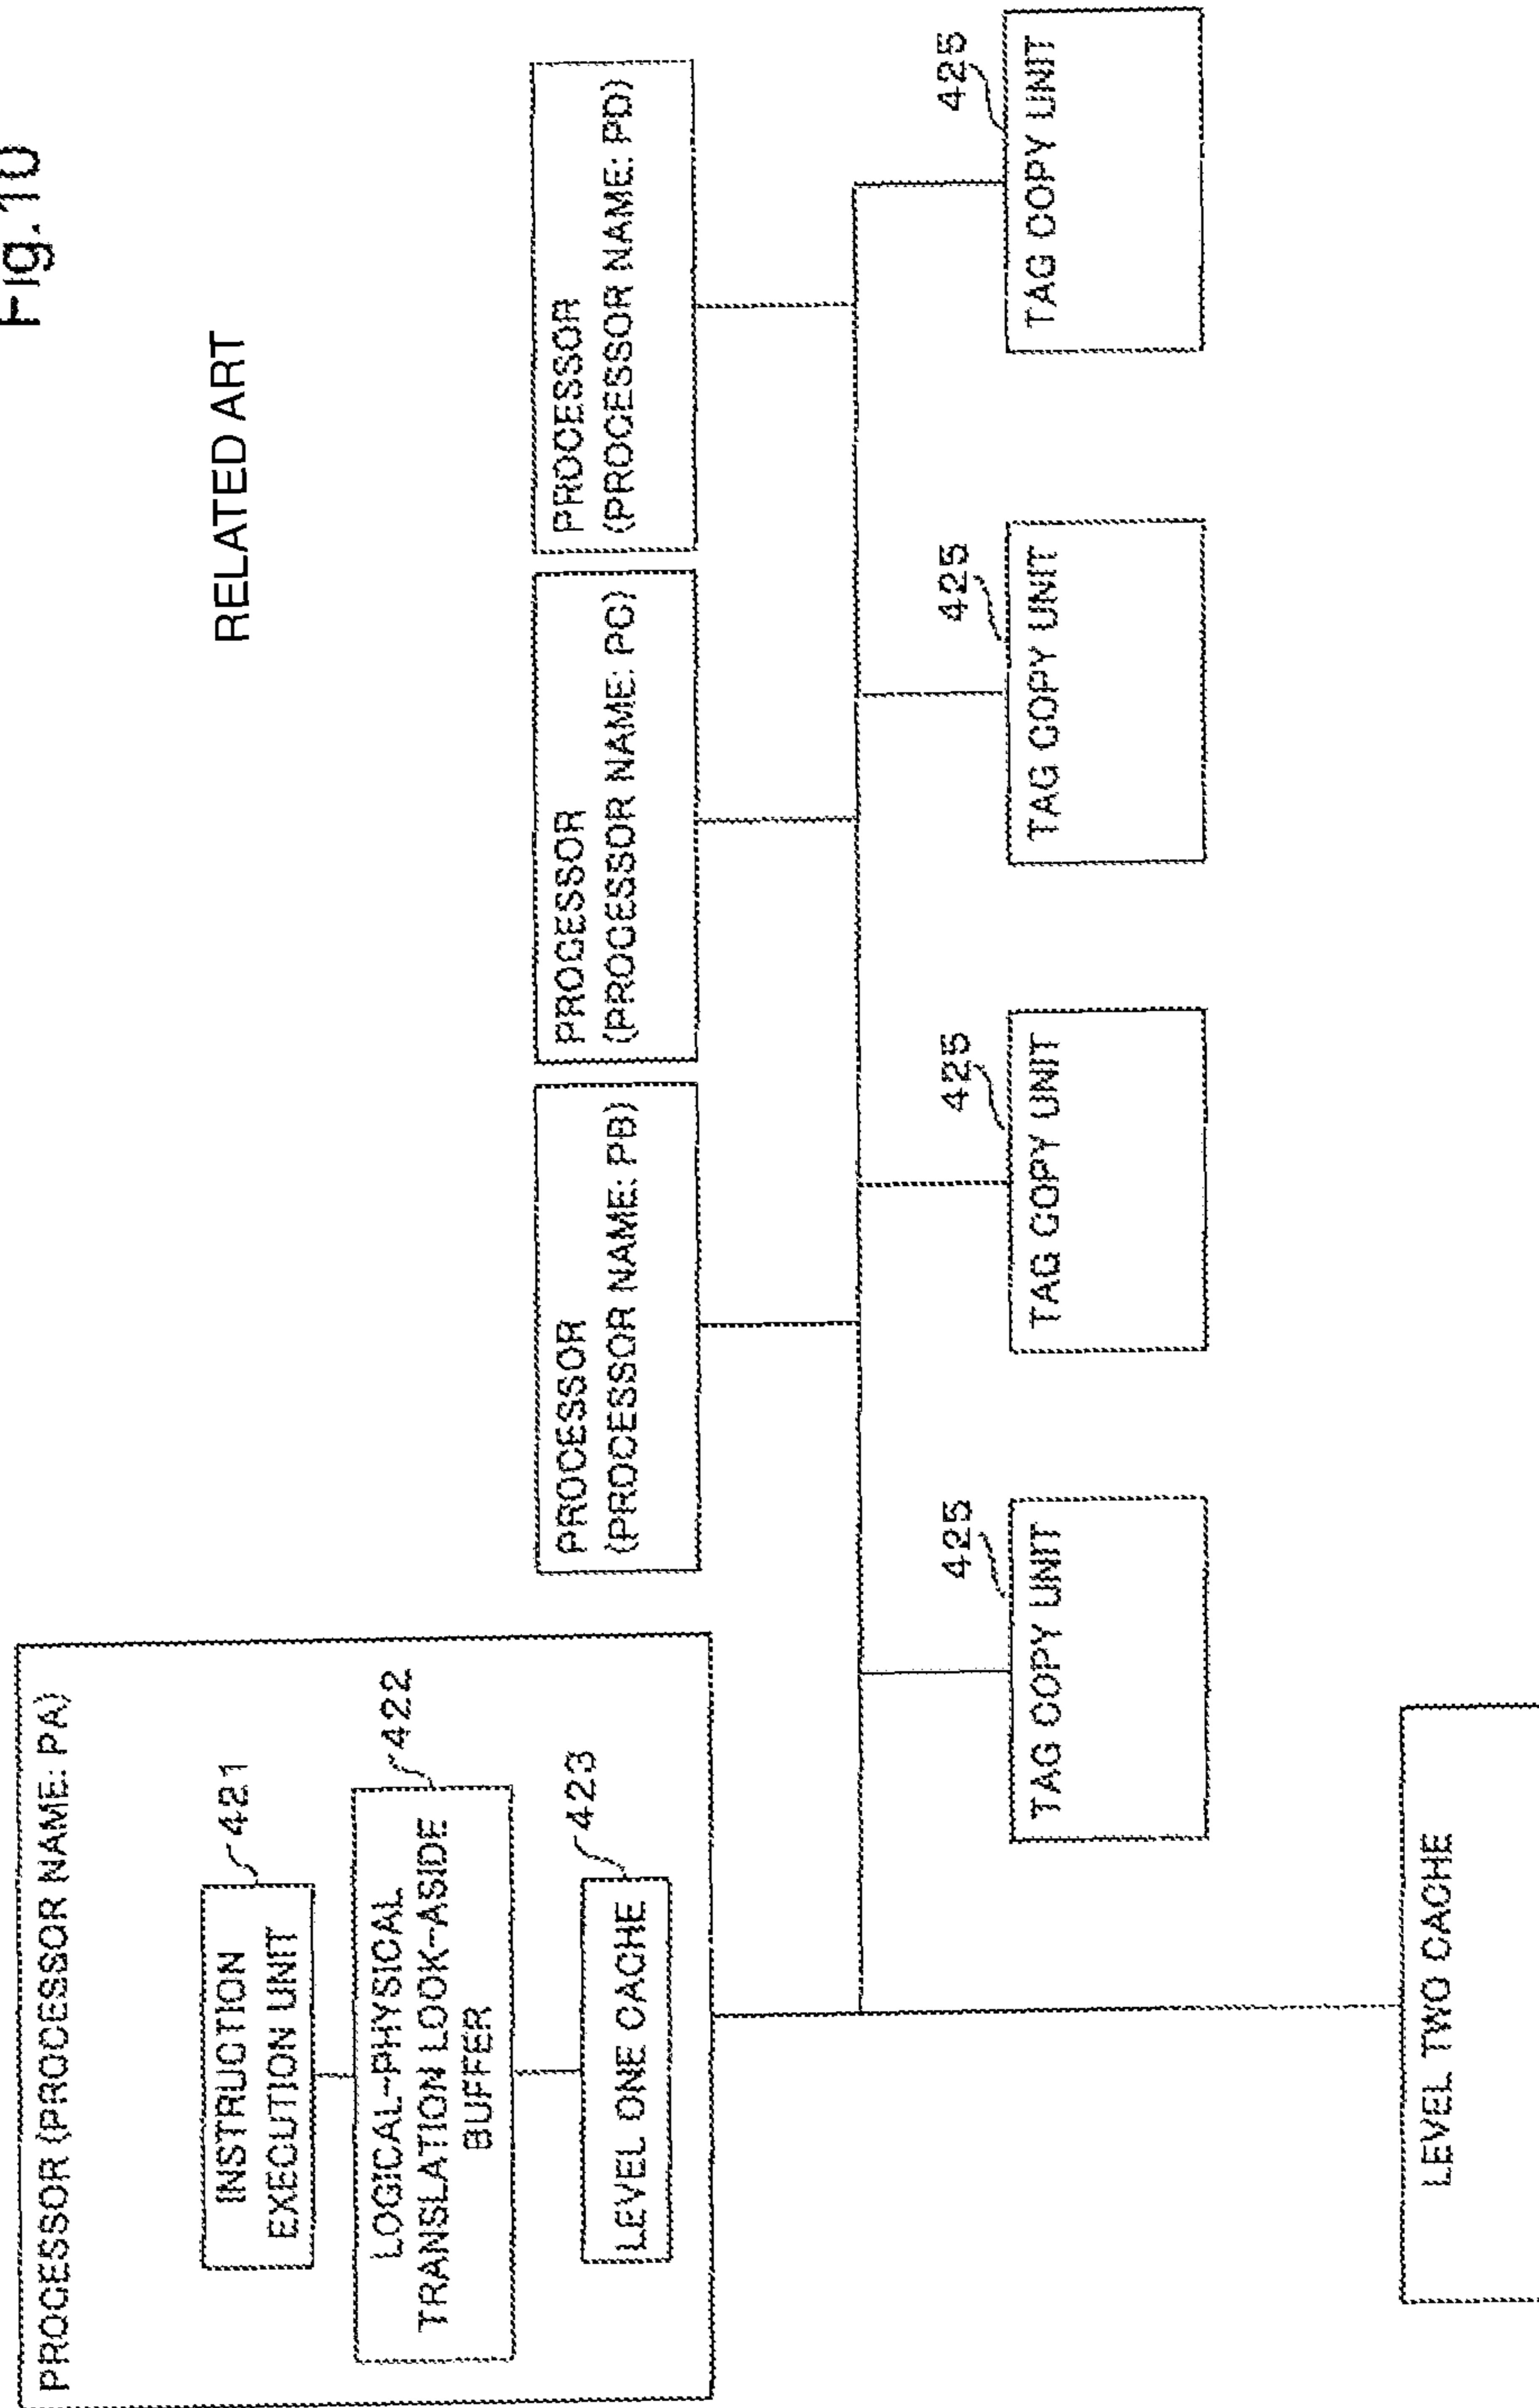 Fig.10
RELATED ART
PROCESSOR (PROCESSOR NAME: PA)
INSTRUCTION
EXECUTION UNIT
421
LOGICAL-PHYSICAL
TRANSLATION LOOK-ASIDE
BUFFER
422
LEVEL ONE CACHE
423
PROCESSOR
(PROCESSOR NAME: PB)
PROCESSOR
(PROCESSOR NAME: PC)
PROCESSOR
(PROCESSOR NAME: PD)
425
TAG COPY UNIT
425
TAG COPY UNIT
425
TAG COPY UNIT
425
TAG COPY UNIT
LEVEL TWO CACHE